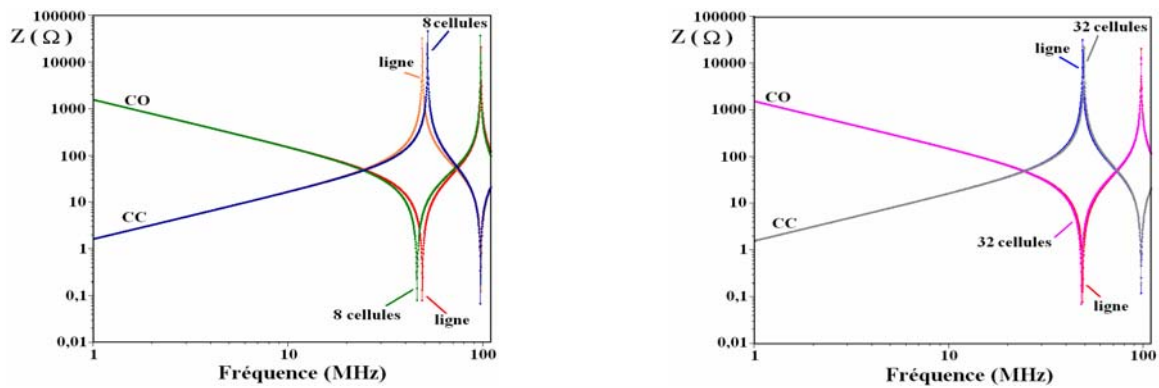 Z ( Ω )
100000
10000
1000
100
10
1
0.1
0,01
8 cellules
ligne
CO
CC
8 cellules
ligne
1
10
100
Fréquence (MHz)
Z ( Ω )
100000
10000
1000
100
10
1
0.1
0,01
32 cellules
ligne
CO
CC
32 cellules
ligne
1
10
100
Fréquence (MHz)